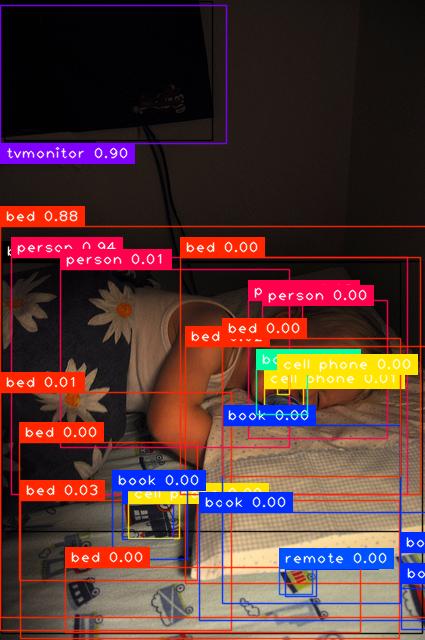 tvmonitor 0.90
bed 0.88
person 0.94
bed 0.00
person 0.01
person 0.00
bed 0.00
cell phone 0.00
cell phone 0.01
bed 0.01
book 0.00
bed 0.00
book 0.00
bed 0.03
book 0.00
bed 0.00
remote 0.00